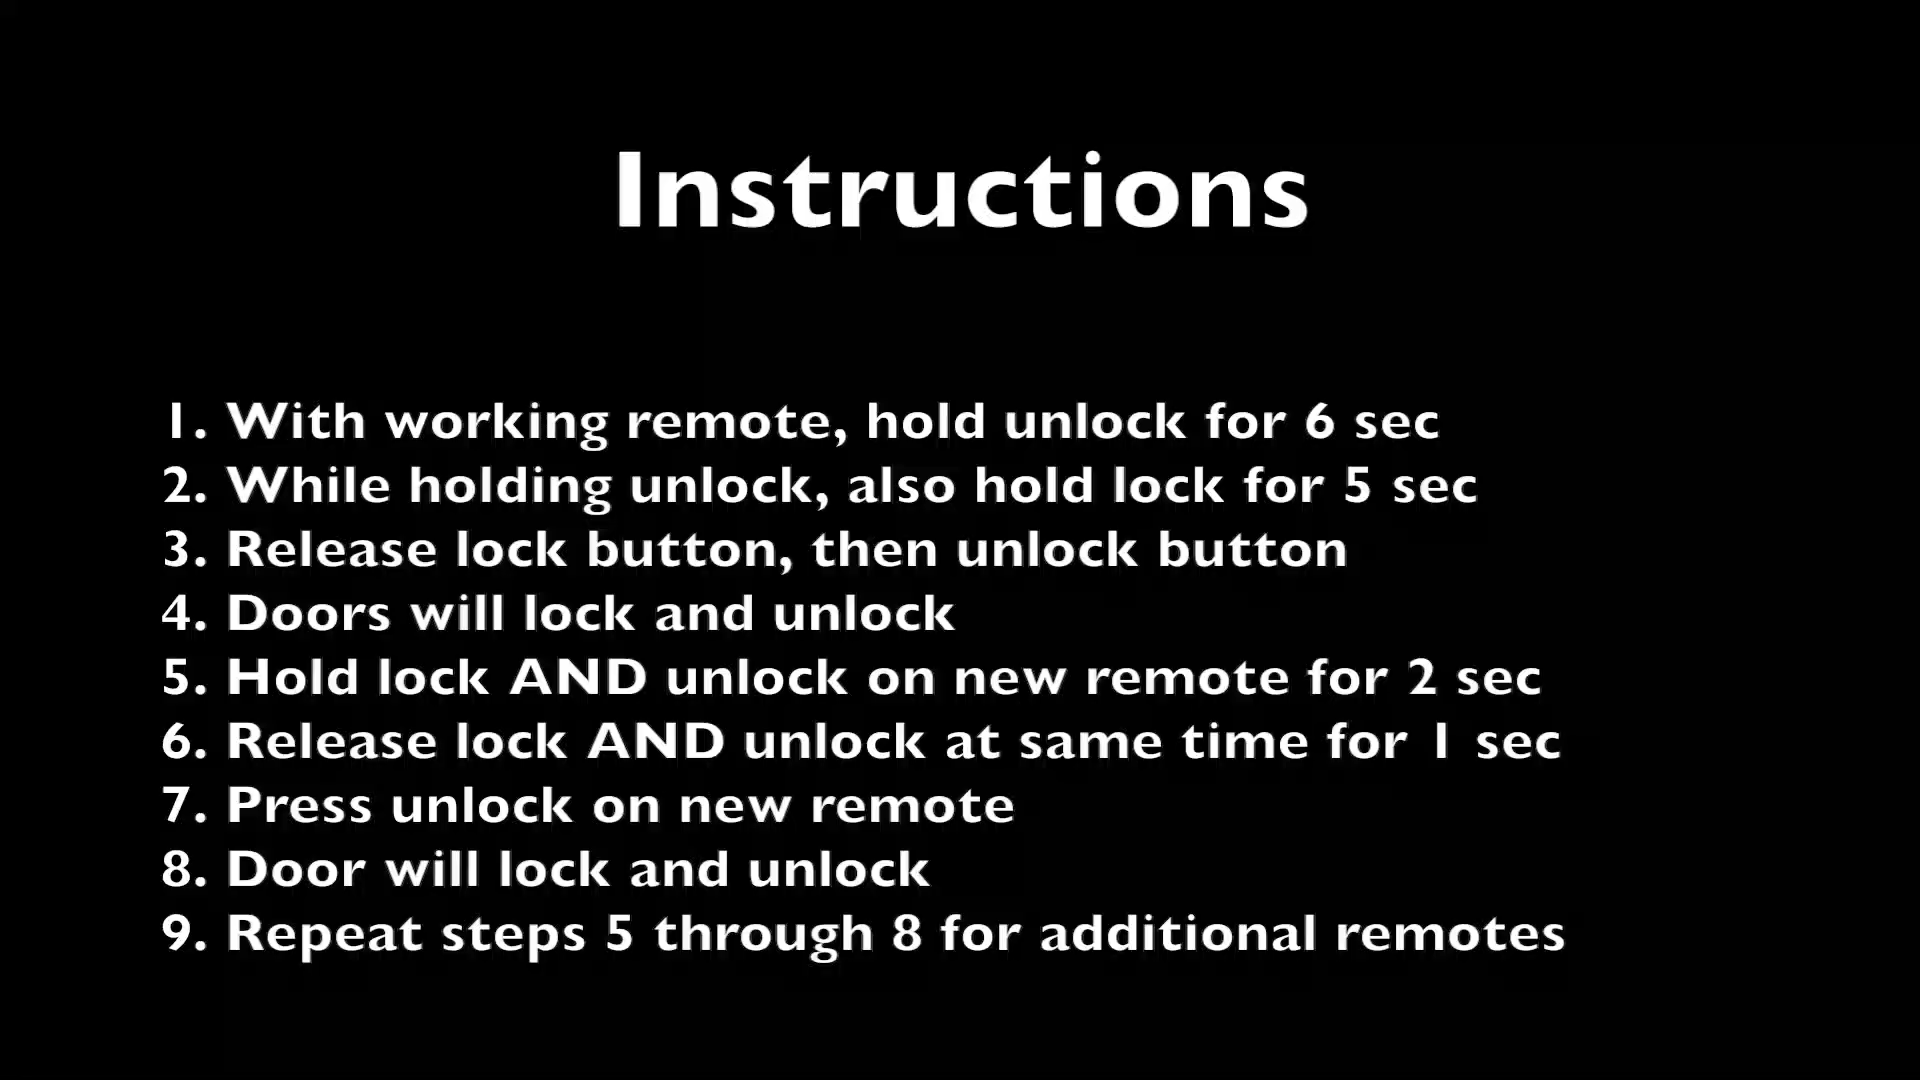 Instructions
1. With working remote, hold unlock for 6 sec
2. While holding unlock, also hold lock for 5 sec
3. Release lock button, then unlock button
4. Doors will lock and unlock
5. Hold lock AND unlock on new remote for 2 sec
6. Release lock AND unlock at same time for 1 sec
7. Press unlock on new remote
8. Door will lock and unlock
9. Repeat steps 5 through 8 for additional remotes